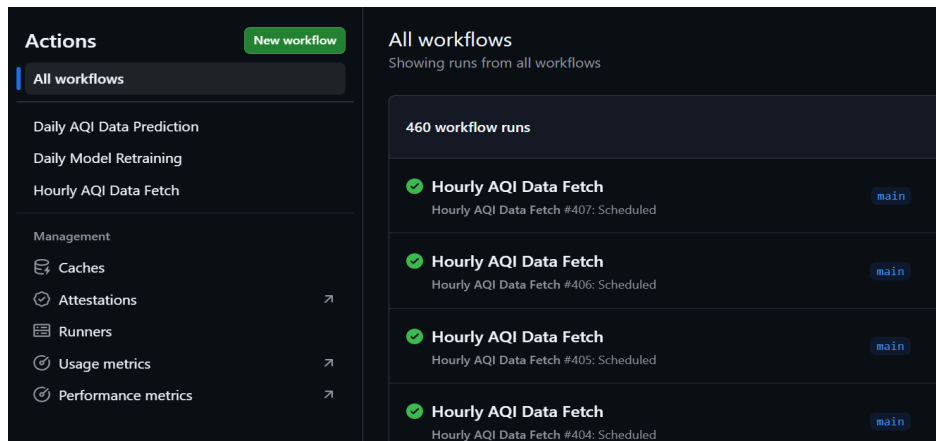 Actions
New workflow
All workflows
Daily AQI Data Prediction
Daily Model Retraining
Hourly AQI Data Fetch
Management
Caches
Attestations
Runners
Usage metrics
Performance metrics
All workflows
Showing runs from all workflows
460 workflow runs
Hourly AQI Data Fetch
Hourly AQI Data Fetch #407: Scheduled
main
Hourly AQI Data Fetch
Hourly AQI Data Fetch #406: Scheduled
main
Hourly AQI Data Fetch
Hourly AQI Data Fetch #405: Scheduled
main
Hourly AQI Data Fetch
Hourly AQI Data Fetch #404: Scheduled
main